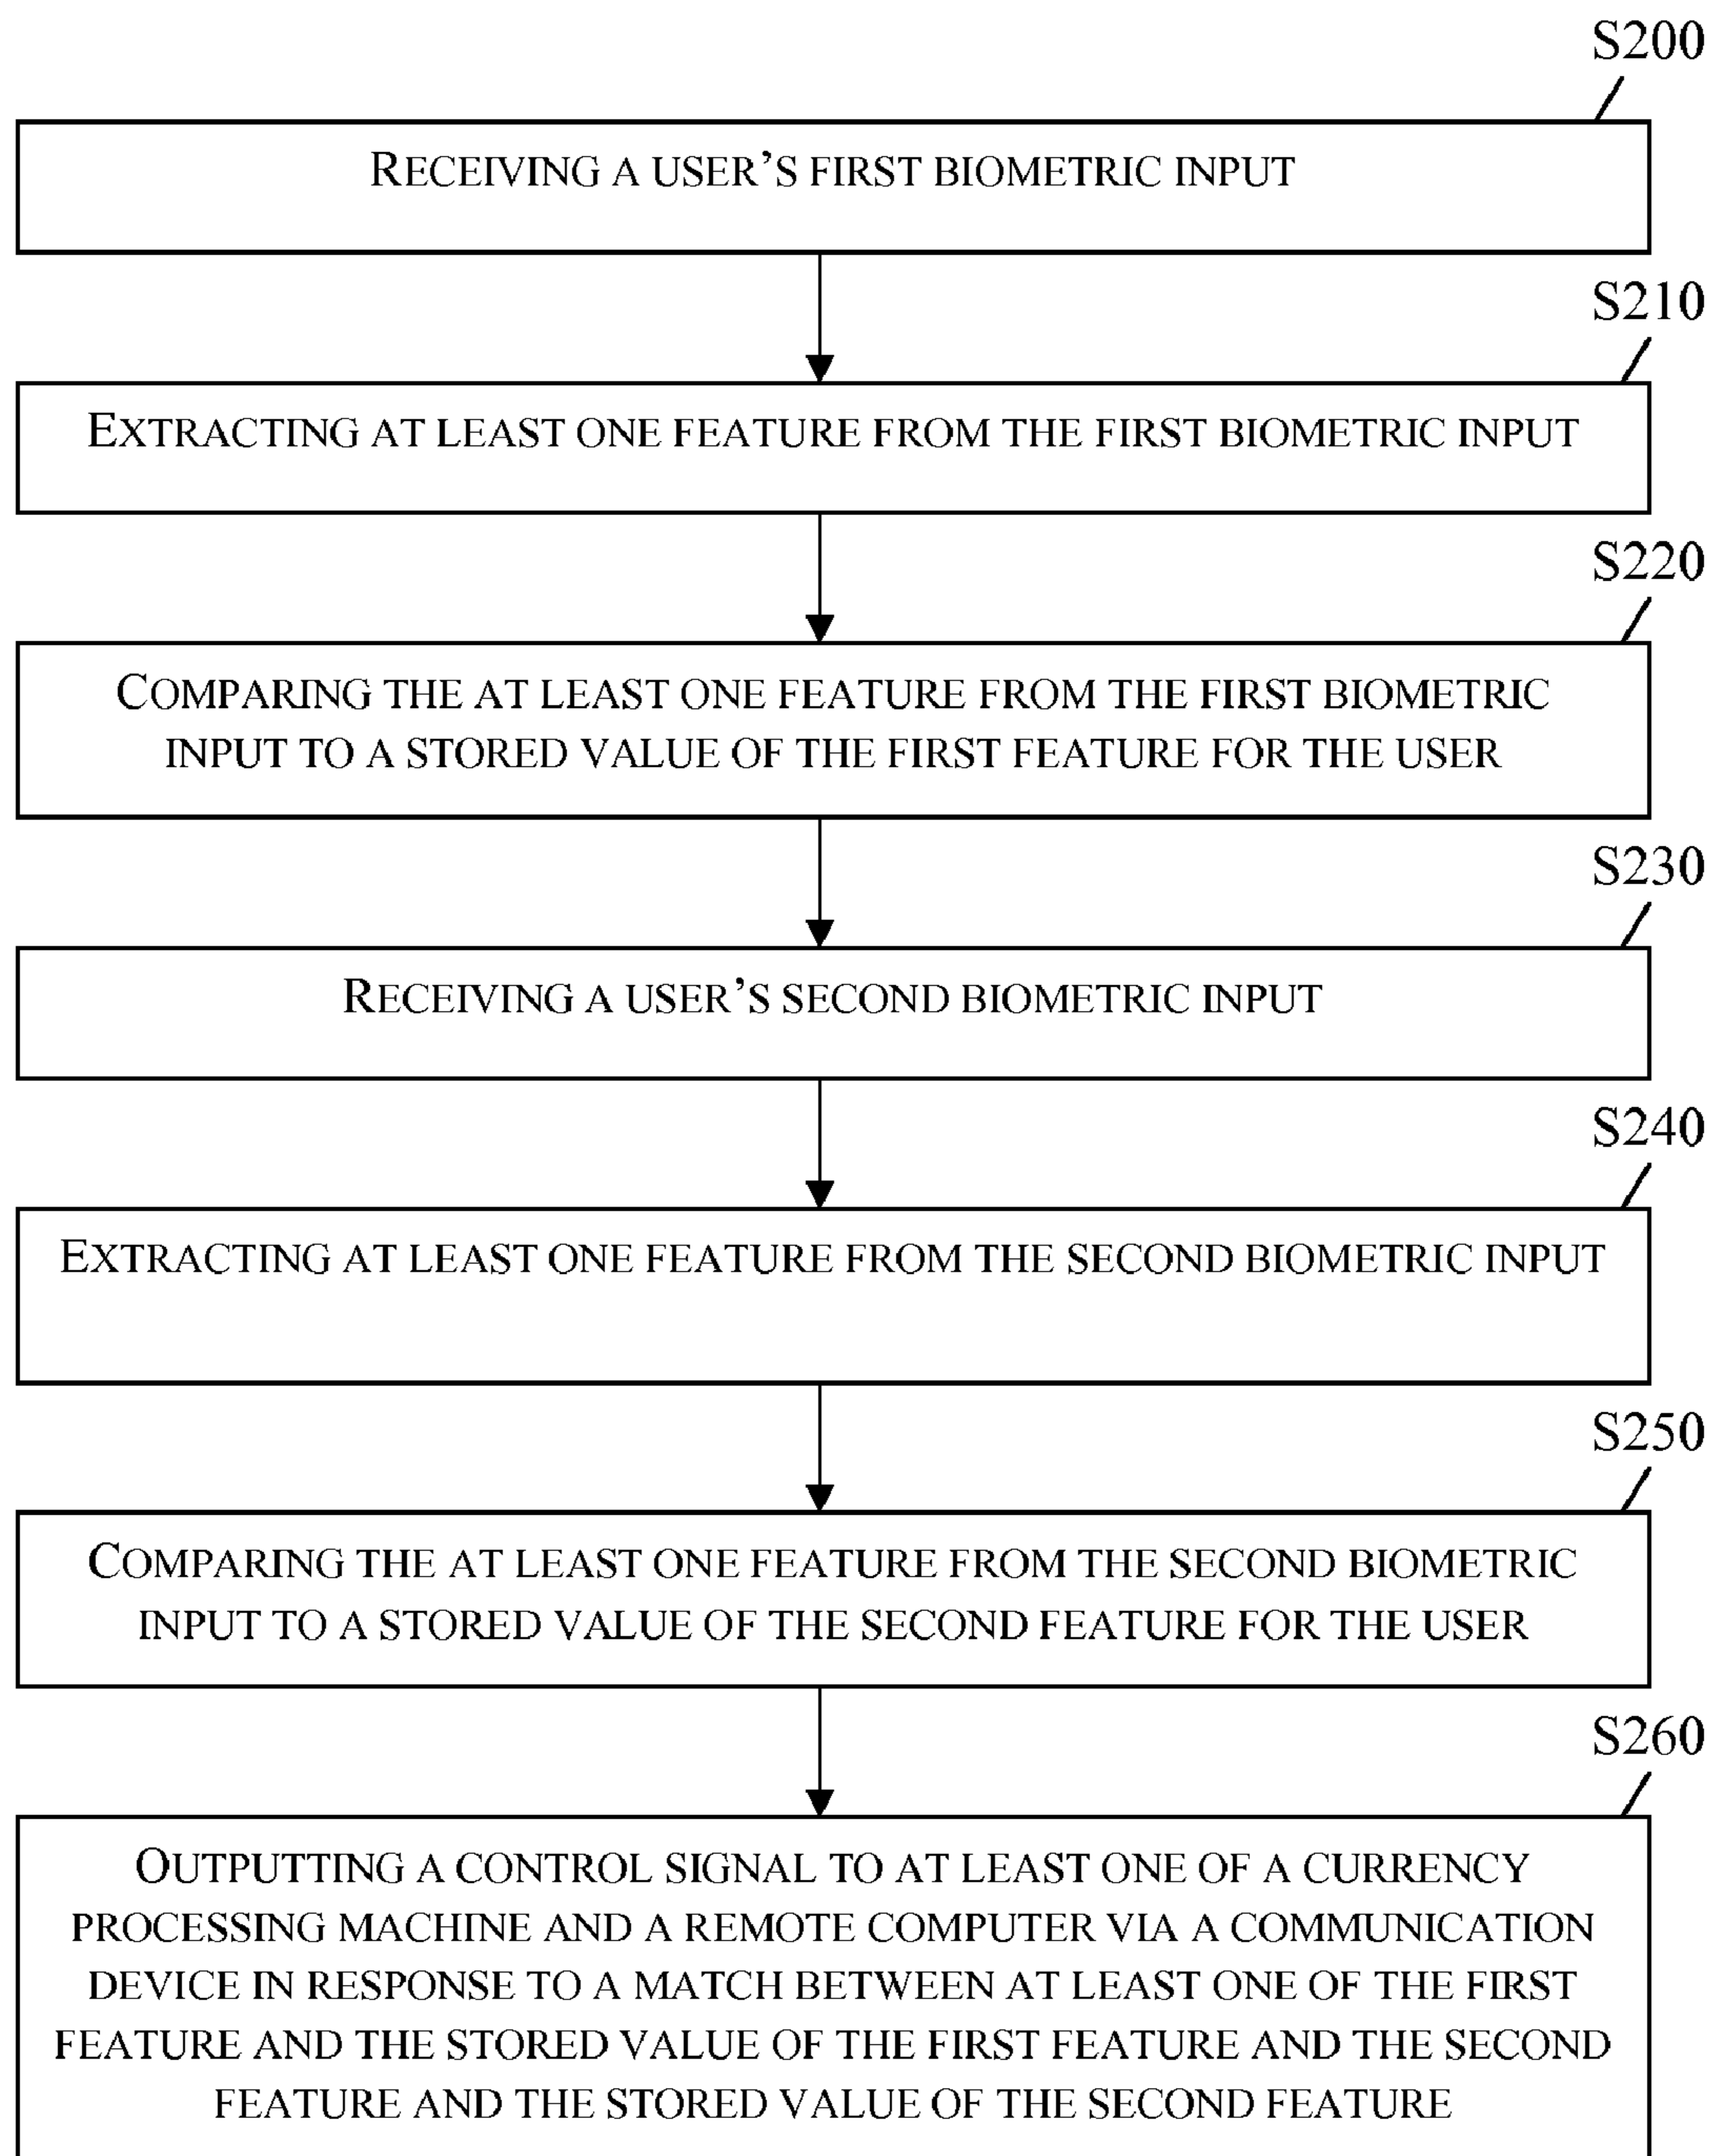 S200
RECEIVING A USER’S FIRST BIOMETRIC INPUT
S210
EXTRACTING AT LEAST ONE FEATURE FROM THE FIRST BIOMETRIC INPUT
S220
COMPARING THE AT LEAST ONE FEATURE FROM THE FIRST BIOMETRIC
INPUT TO A STORED VALUE OF THE FIRST FEATURE FOR THE USER
S230
RECEIVING A USER’S SECOND BIOMETRIC INPUT
S240
EXTRACTING AT LEAST ONE FEATURE FROM THE SECOND BIOMETRIC INPUT
S250
COMPARING THE AT LEAST ONE FEATURE FROM THE SECOND BIOMETRIC
INPUT TO A STORED VALUE OF THE SECOND FEATURE FOR THE USER
S260
OUTPUTTING A CONTROL SIGNAL TO AT LEAST ONE OF A CURRENCY
PROCESSING MACHINE AND A REMOTE COMPUTER VIA A COMMUNICATION
DEVICE IN RESPONSE TO A MATCH BETWEEN AT LEAST ONE OF THE FIRST
FEATURE AND THE STORED VALUE OF THE FIRST FEATURE AND THE SECOND
FEATURE AND THE STORED VALUE OF THE SECOND FEATURE